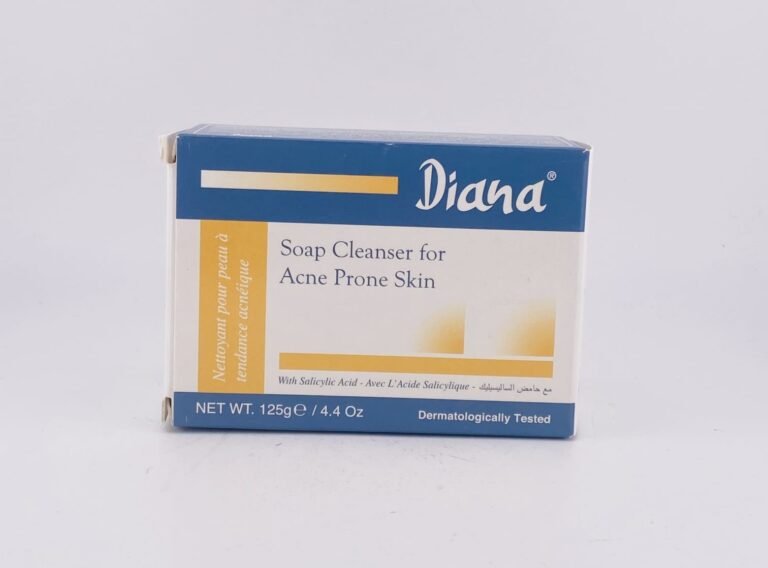 Diana®
Soap Cleanser for
Acne Prone Skin
Nettoyant pour peau à
tendance acnéique
With Salicylic Acid - Avec L'Acide Salicylique - مع حامض الساليسيليك
NET WT. 125g℮ / 4.4 Oz
Dermatologically Tested